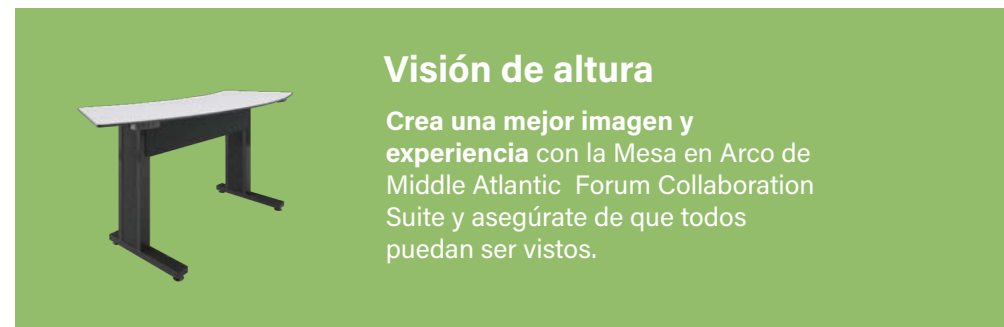 Visión de altura
Crea una mejor imagen y
experiencia con la Mesa en Arco de
Middle Atlantic  Forum Collaboration
Suite y asegúrate de que todos
puedan ser vistos.